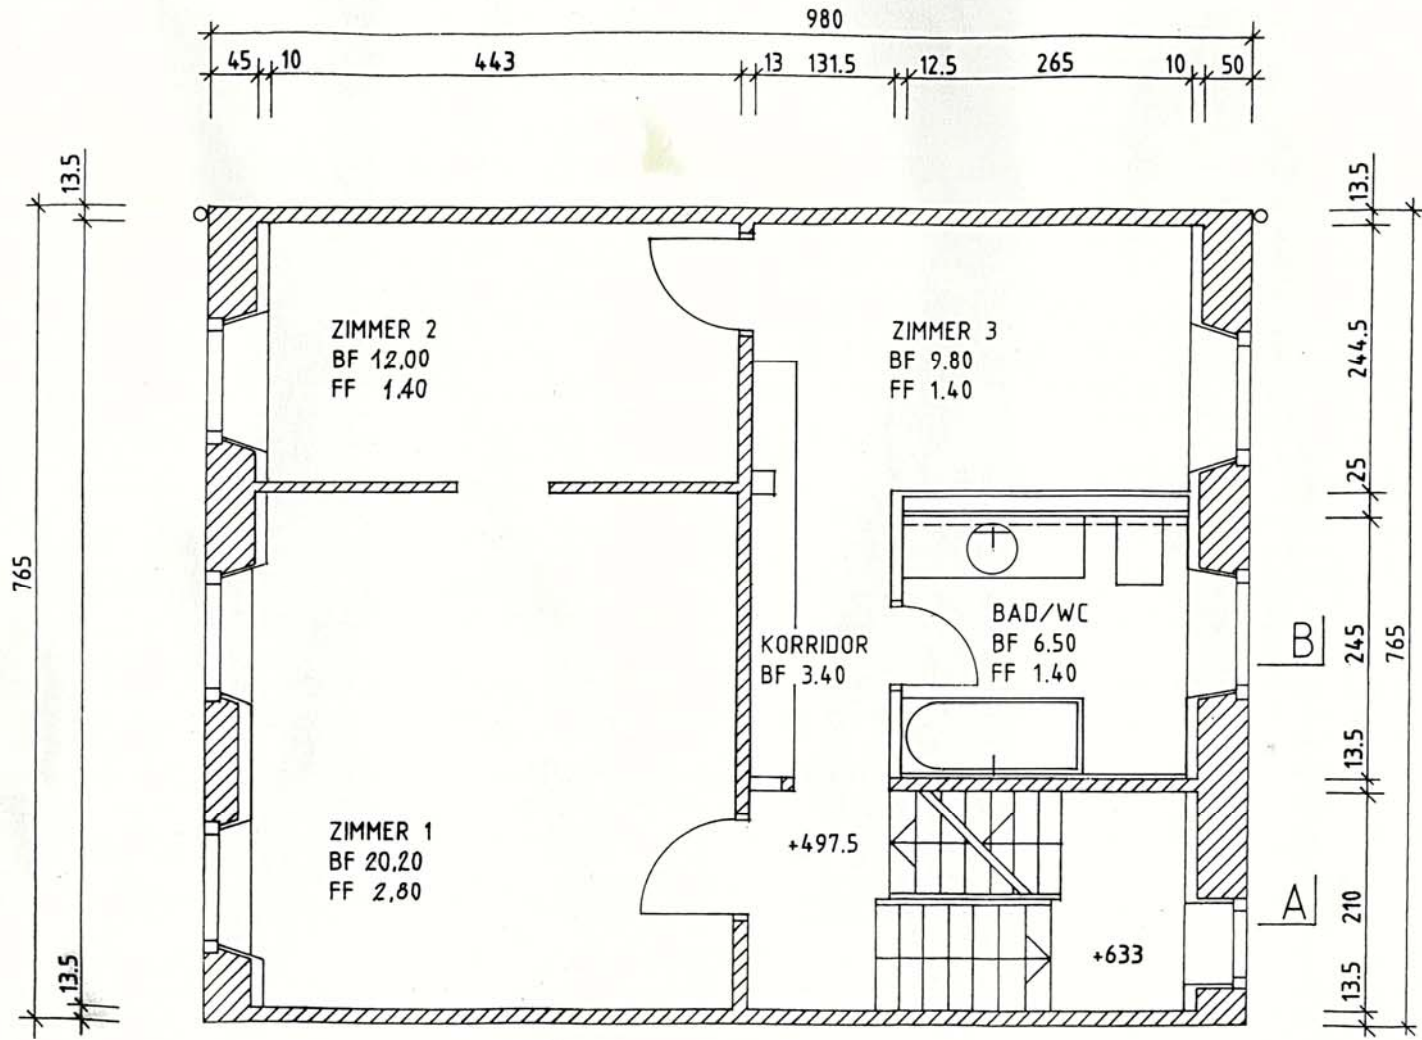 980
45 10 443 13 131.5 12.5 265 10 50
13.5
13.5
ZIMMER 2
BF 12,00
FF 1.40
ZIMMER 3
BF 9.80
FF 1.40
244.5
25
765
BAD/WC
BF 6.50
FF 1.40
KORRIDOR
BF 3.40
B
245
765
13.5
ZIMMER 1
BF 20,20
FF 2,80
+497.5
A
210
+633
13.5
13.5